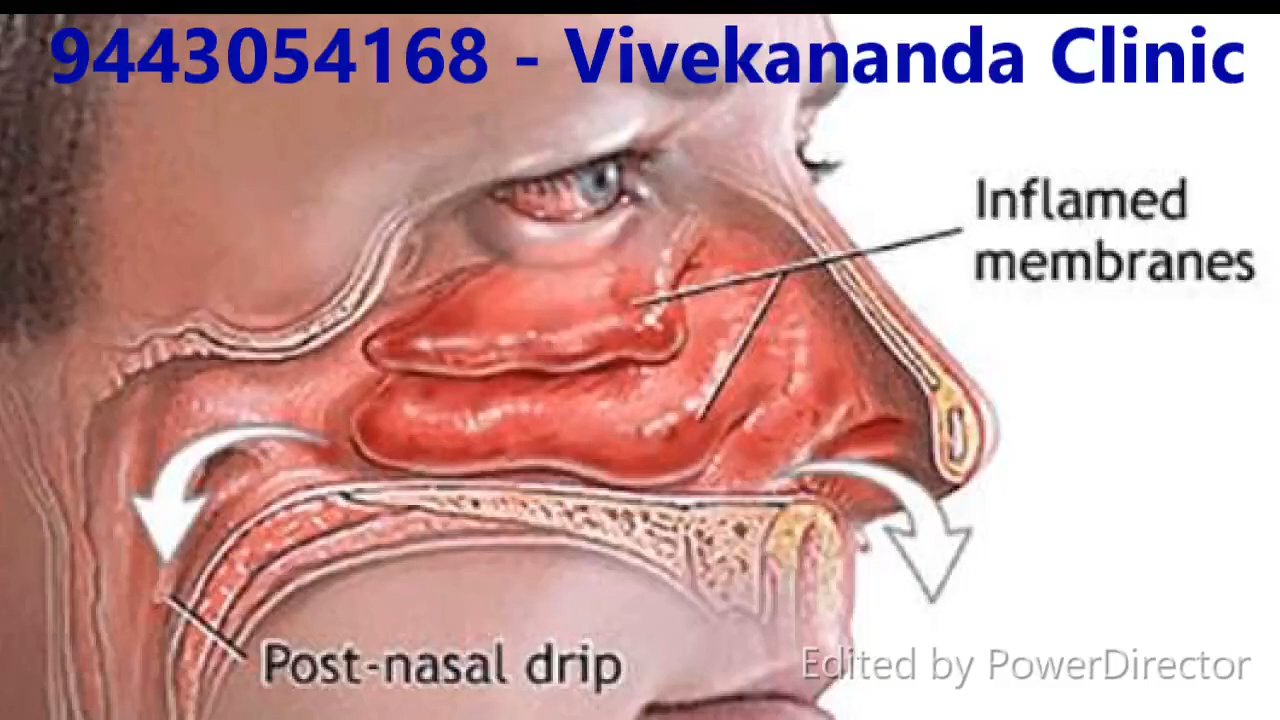 9443054168 - Vivekananda Clinic
Inflamed
membranes
Post-nasal drip
Edited by PowerDirector